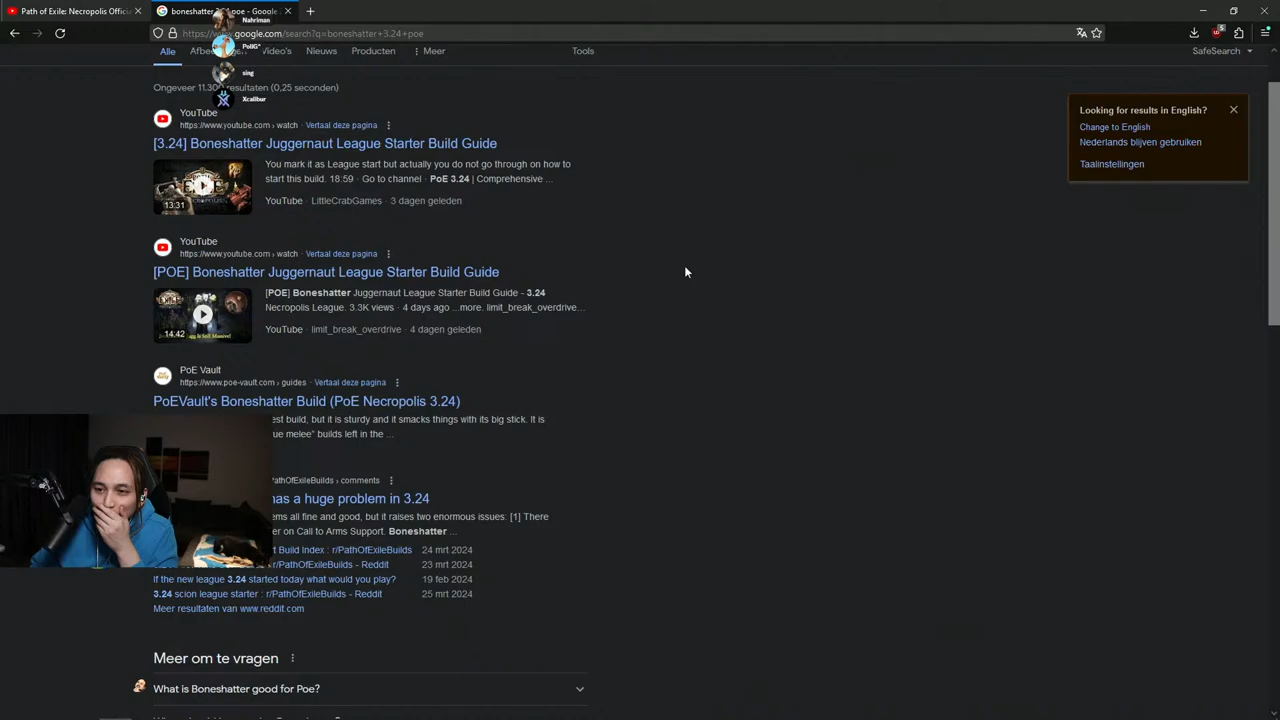 Path of Exile: Necropolis Offici
boneshatter 3.24 poe - Google
Nahriman
https://www.google.com/search?q=boneshatter+3.24+poe
PollG*
Alle
Video's
Nieuws
Producten
Meer
Tools
SafeSearch
sing
Ongeveer 11.300 resultaten (0,25 seconden)
Xcalibur
Looking for results in English?
Change to English
Nederlands blijven gebruiken
Taalinstellingen
YouTube
https://www.youtube.com › watch · Vertaal deze pagina
[3.24] Boneshatter Juggernaut League Starter Build Guide
You mark it as League start but actually you do not go through on how to
start this build. 18:59 · Go to channel · PoE 3.24 | Comprehensive ...
13:31
YouTube · LittleCrabGames · 3 dagen geleden
YouTube
https://www.youtube.com › watch · Vertaal deze pagina
[POE] Boneshatter Juggernaut League Starter Build Guide
[POE] Boneshatter Juggernaut League Starter Build Guide - 3.24
Necropolis League. 3.3K views · 4 days ago ...more. limit_break_overdrive…
14:42
YouTube · limit_break_overdrive · 4 dagen geleden
PoE Vault
https://www.poe-vault.com › guides · Vertaal deze pagina
PoEVault's Boneshatter Build (PoE Necropolis 3.24)
est build, but it is sturdy and it smacks things with its big stick. It is
ue melee" builds left in the ...
PathOfExileBuilds › comments
has a huge problem in 3.24
ems all fine and good, but it raises two enormous issues: [1] There
er on Call to Arms Support. Boneshatter ...
rt Build Index : r/PathOfExileBuilds 24 mrt 2024
r/PathOfExileBuilds - Reddit 23 mrt 2024
If the new league 3.24 started today what would you play? 19 feb 2024
3.24 scion league starter : r/PathOfExileBuilds - Reddit 25 mrt 2024
Meer resultaten van www.reddit.com
Meer om te vragen
What is Boneshatter good for Poe?